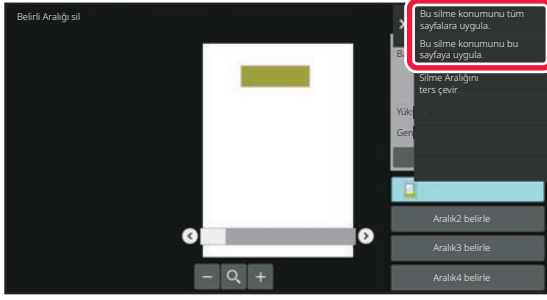 Belirli Aralığı sil
Bu silme konumunu tüm
sayfalara uygula.
Bu silme konumunu bu
sayfaya uygula.
Silme Aralığını
ters çevir
Aralık2 belirle
Aralık3 belirle
Aralık4 belirle